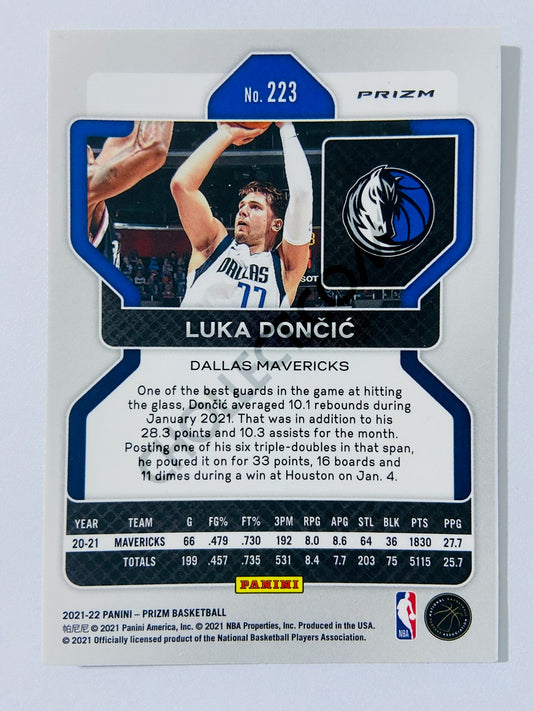 No. 223
PRIZM
DALLAS
77
LUKA DONČIĆ
DALLAS MAVERICKS
One of the best guards in the game at hitting
the glass, Dončić averaged 10.1 rebounds during
January 2021. That was in addition to his
28.3 points and 10.3 assists for the month.
Posting one of his six triple-doubles in that span,
he poured it on for 33 points, 16 boards and
11 dimes during a win at Houston on Jan. 4.
YEAR TEAM G FG% FT% 3PM RPG APG STL BLK PTS PPG
20-21 MAVERICKS 66 .479 .730 192 8.0 8.6 64 36 1830 27.7
TOTALS 199 .457 .735 531 8.4 7.7 203 75 5115 25.7
PANINI
2021-22 PANINI – PRIZM BASKETBALL
帕尼尼 © 2021 Panini America, Inc. © 2021 NBA Properties, Inc. Produced in the USA.
© 2021 Officially licensed product of the National Basketball Players Association.
NBA